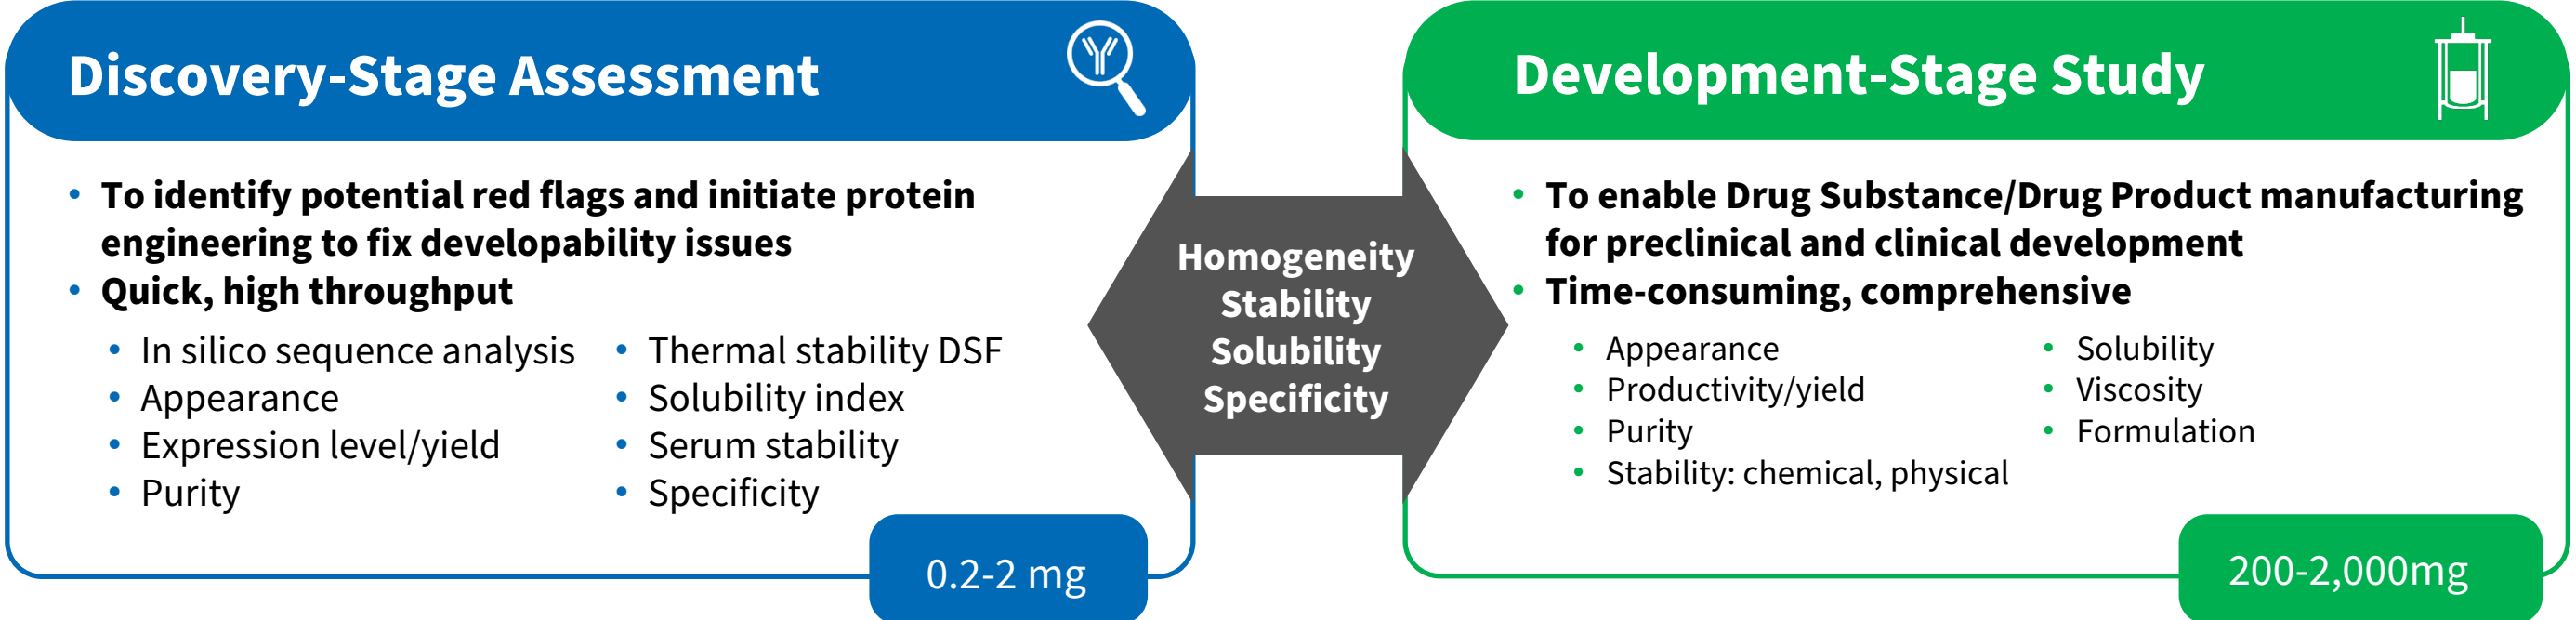 Discovery-Stage Assessment
• To identify potential red flags and initiate protein
engineering to fix developability issues
• Quick, high throughput
• In silico sequence analysis
• Appearance
• Expression level/yield
• Purity
• Thermal stability DSF
• Solubility index
• Serum stability
• Specificity
0.2-2 mg
Homogeneity
Stability
Solubility
Specificity
Development-Stage Study
• To enable Drug Substance/Drug Product manufacturing
for preclinical and clinical development
• Time-consuming, comprehensive
• Appearance
• Productivity/yield
• Purity
• Stability: chemical, physical
• Solubility
• Viscosity
• Formulation
200-2,000mg